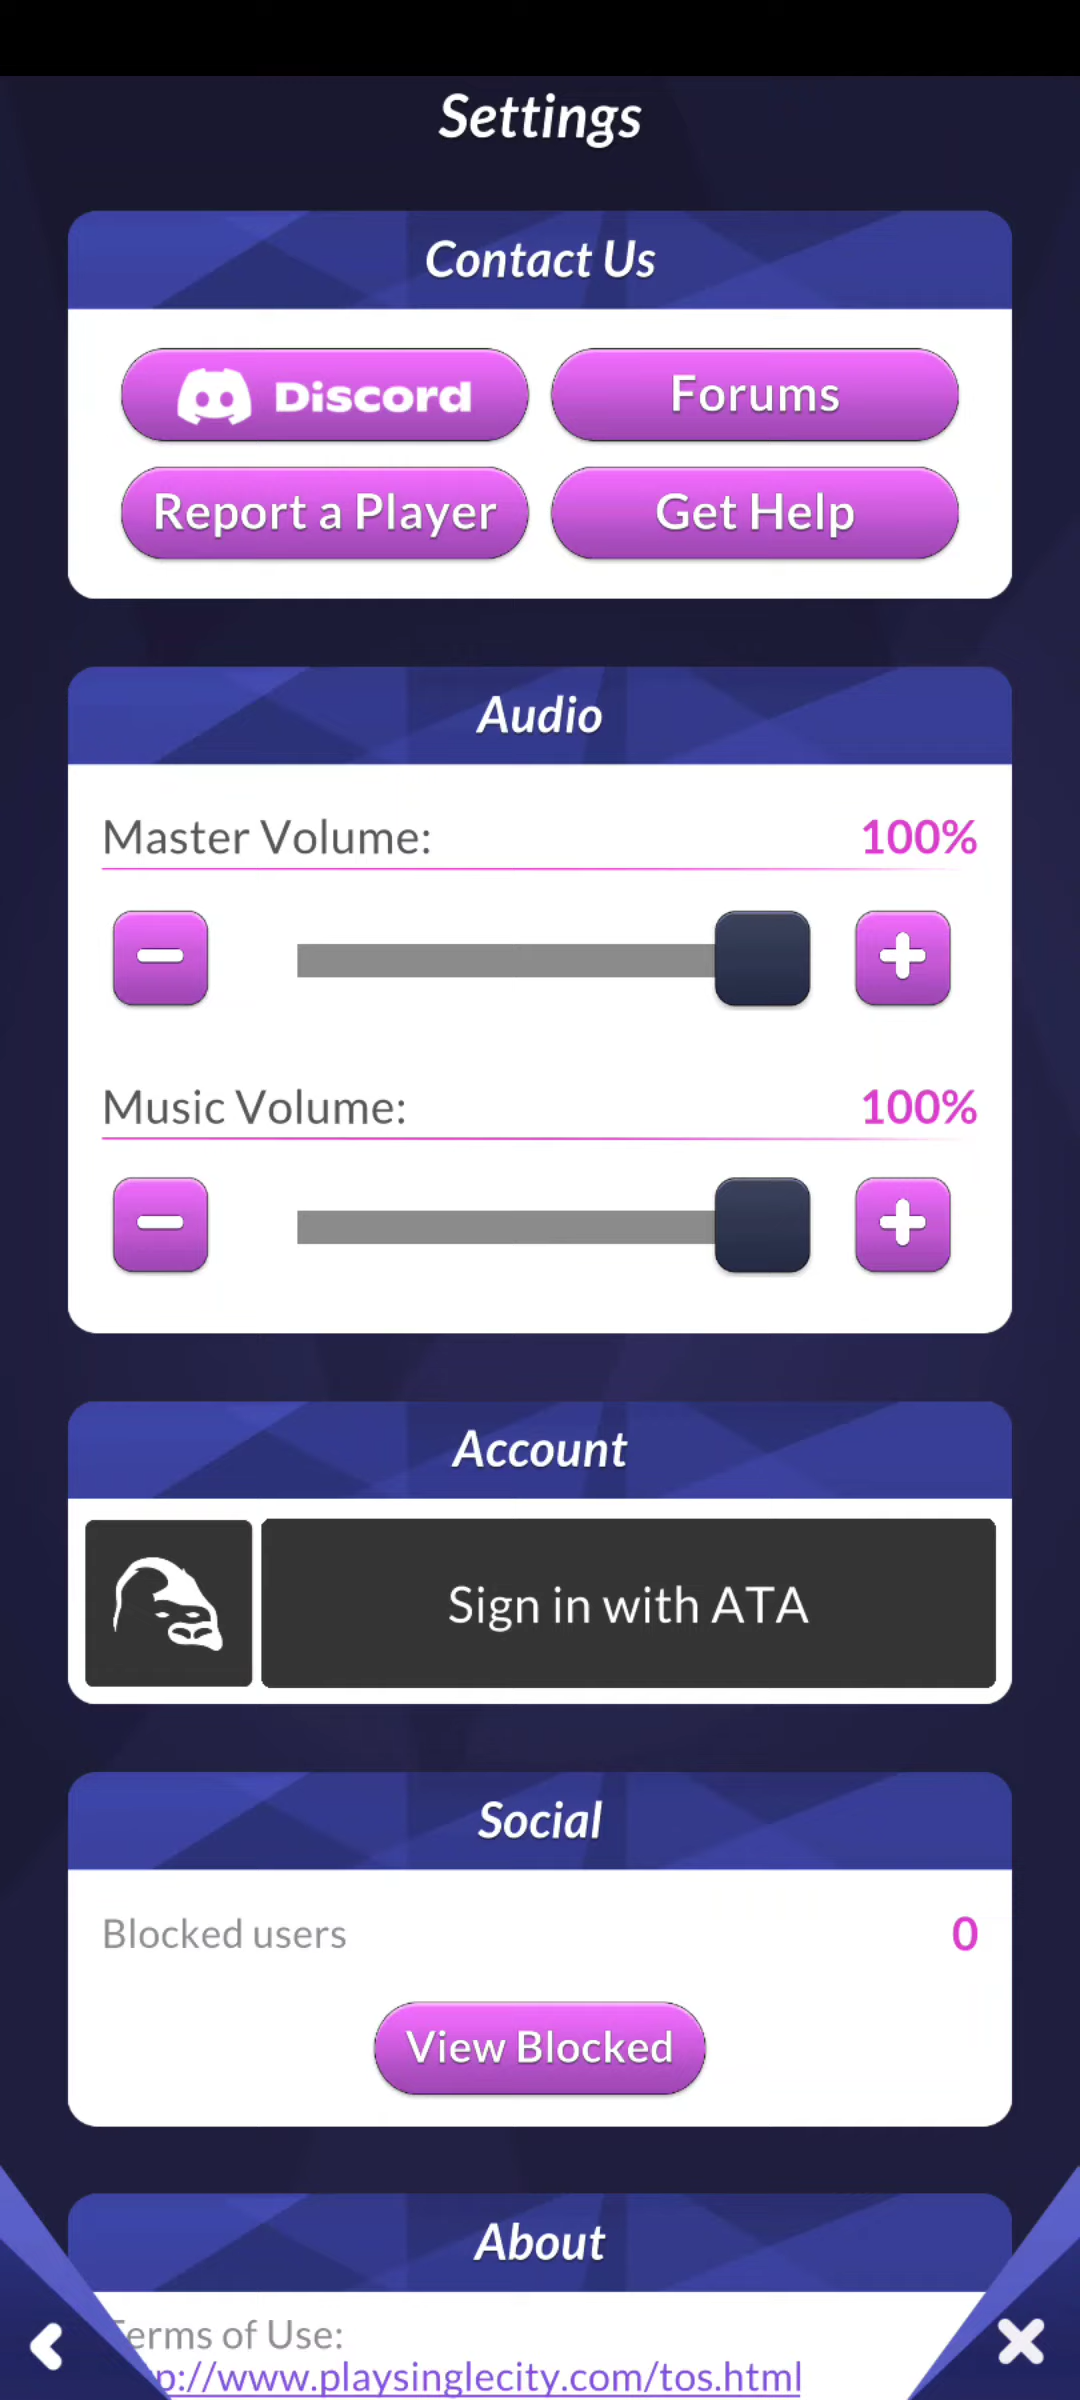 Settings
Contact Us
Discord
Forums
Report a Player
Get Help
Audio
Master Volume:
100%
Music Volume:
100%
Account
Sign in with ATA
Social
Blocked users
0
View Blocked
About
erms of Use:
p://www.playsinglecity.com/tos.html